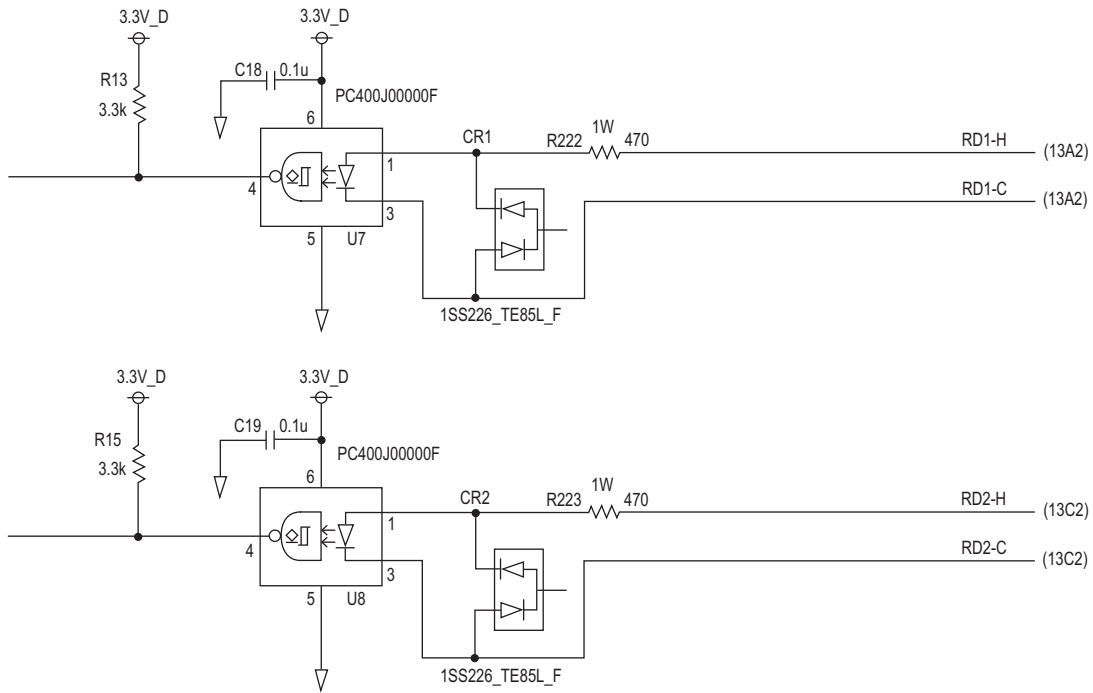 3.3V_D 3.3V_D
C18 0.1u
R13
3.3k
PC400J00000F
6
1W
CR1 R222 470 RD1-H (13A2)
1
4
RD1-C (13A2)
3
5 U7
1SS226_TE85L_F
3.3V_D 3.3V_D
C19 0.1u
R15
3.3k
PC400J00000F
6
1W
CR2 R223 470 RD2-H (13C2)
1
4
RD2-C (13C2)
3
5 U8
1SS226_TE85L_F